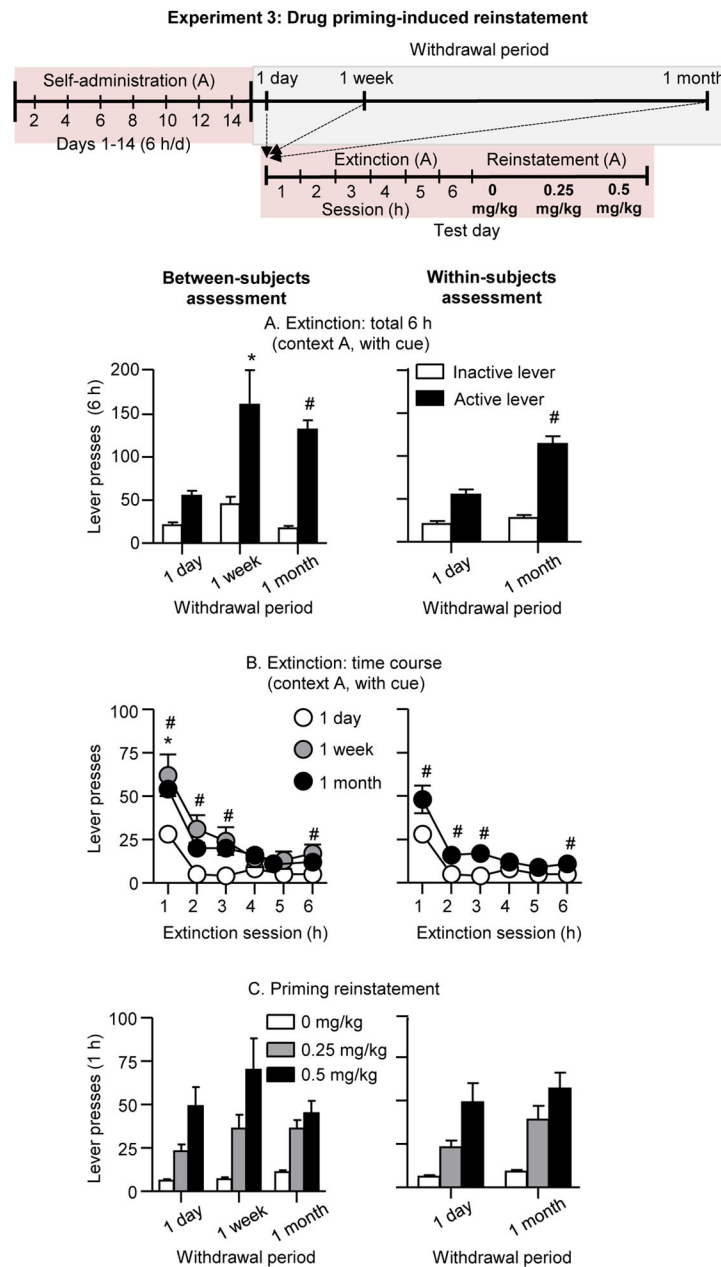 Experiment 3: Drug priming-induced reinstatement
Withdrawal period
Self-administration (A)
1 day
1 week
1 month
2 4 6 8 10 12 14
Days 1-14 (6 h/d)
Extinction (A)
Reinstatement (A)
1 2 3 4 5 6
0 mg/kg
0.25 mg/kg
0.5 mg/kg
Session (h)
Test day
Between-subjects
assessment
Within-subjects
assessment
A. Extinction: total 6 h
(context A, with cue)
Lever presses (6 h)
200
150
100
50
0
*
#
1 day
1 week
1 month
Withdrawal period
Inactive lever
Active lever
#
1 day
1 month
Withdrawal period
B. Extinction: time course
(context A, with cue)
Lever presses
100
75
50
25
0
#
*
#
#
#
1 day
1 week
1 month
1 2 3 4 5 6
Extinction session (h)
#
#
#
#
1 2 3 4 5 6
Extinction session (h)
C. Priming reinstatement
Lever presses (1 h)
100
75
50
25
0
0 mg/kg
0.25 mg/kg
0.5 mg/kg
1 day
1 week
1 month
Withdrawal period
1 day
1 month
Withdrawal period